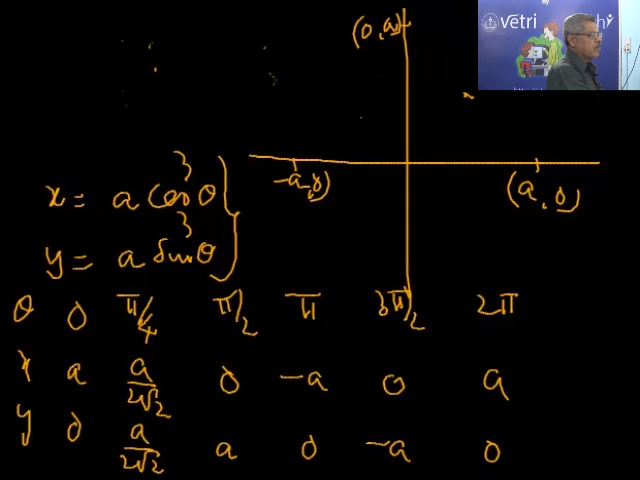 (0, a)
vetri
-a, 0)
(a, 0)
x = a cos³θ
y = a sin³θ
θ 0 π/4 π/2 π 3π/2 2π
x a a/2√2 0 -a 0 a
y 0 a/2√2 a 0 -a 0